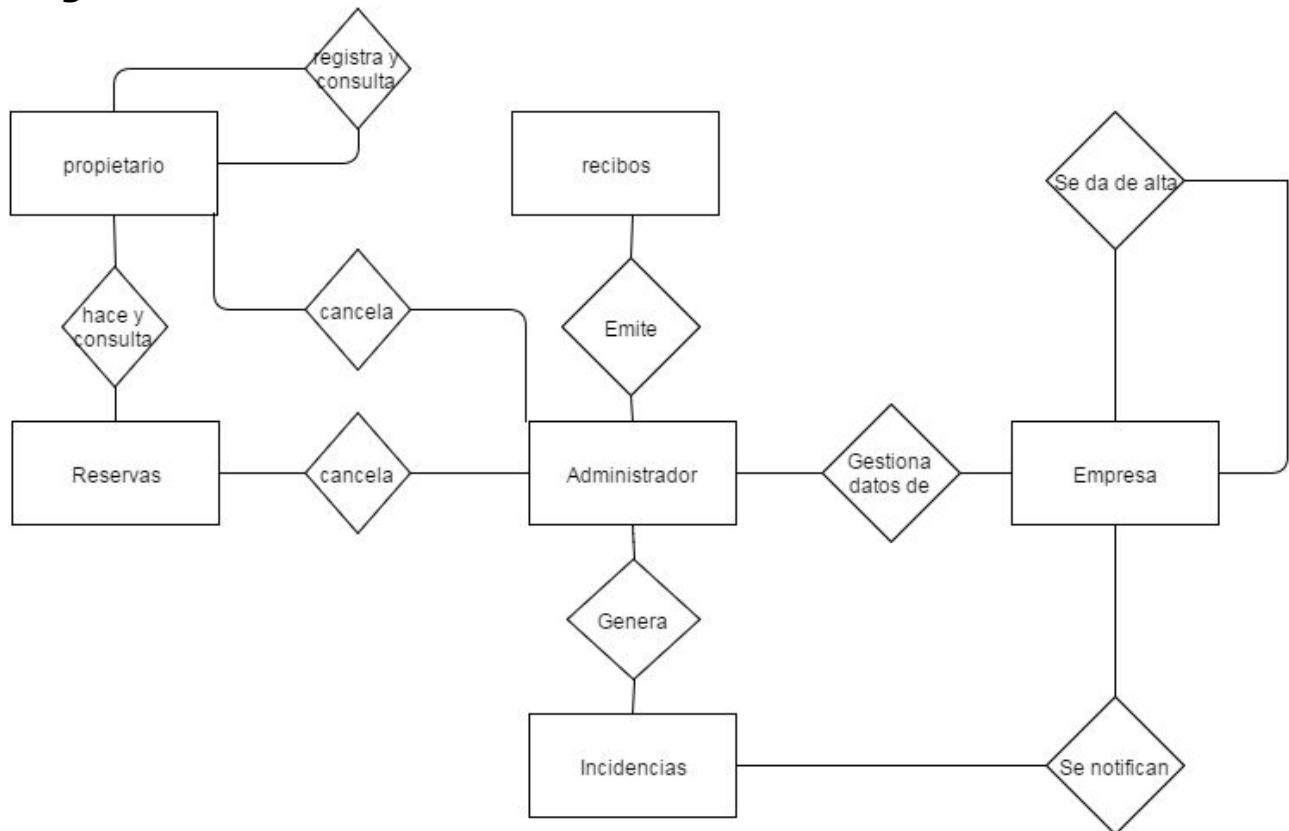 registra y
consulta
propietario
recibos
Se da de alta
hace y
consulta
cancela
Emite
Reservas
cancela
Administrador
Gestiona
datos de
Empresa
Genera
Incidencias
Se notifican